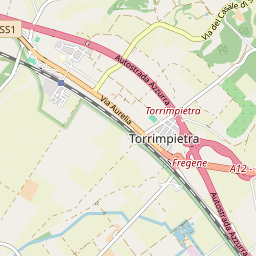 SS1
Via del Casale di S
Autostrada Azzurra
Via Aurelia
Torrimpietra
Torrimpietra
Fregene
A12
Autostrada Azzurra